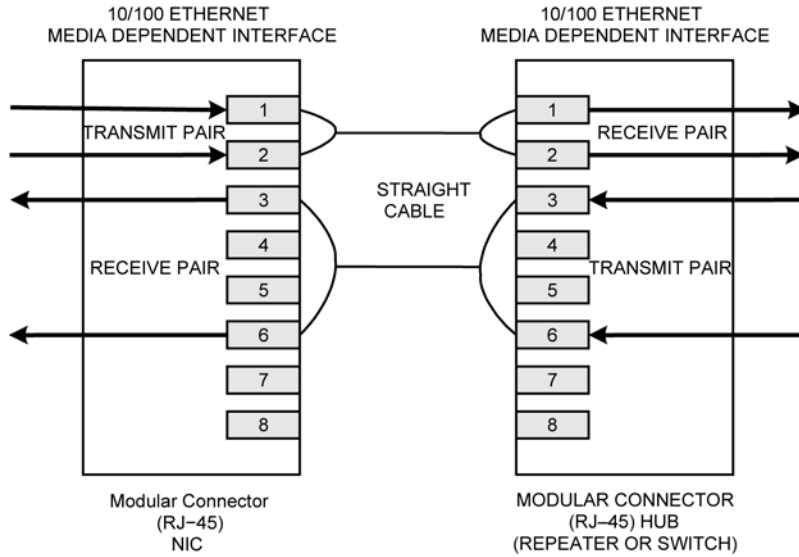 10/100 ETHERNET
MEDIA DEPENDENT INTERFACE
10/100 ETHERNET
MEDIA DEPENDENT INTERFACE
1
TRANSMIT PAIR
2
3
4
RECEIVE PAIR
5
6
7
8
STRAIGHT
CABLE
1
RECEIVE PAIR
2
3
4
TRANSMIT PAIR
5
6
7
8
Modular Connector
(RJ−45)
NIC
MODULAR CONNECTOR
(RJ–45) HUB
(REPEATER OR SWITCH)